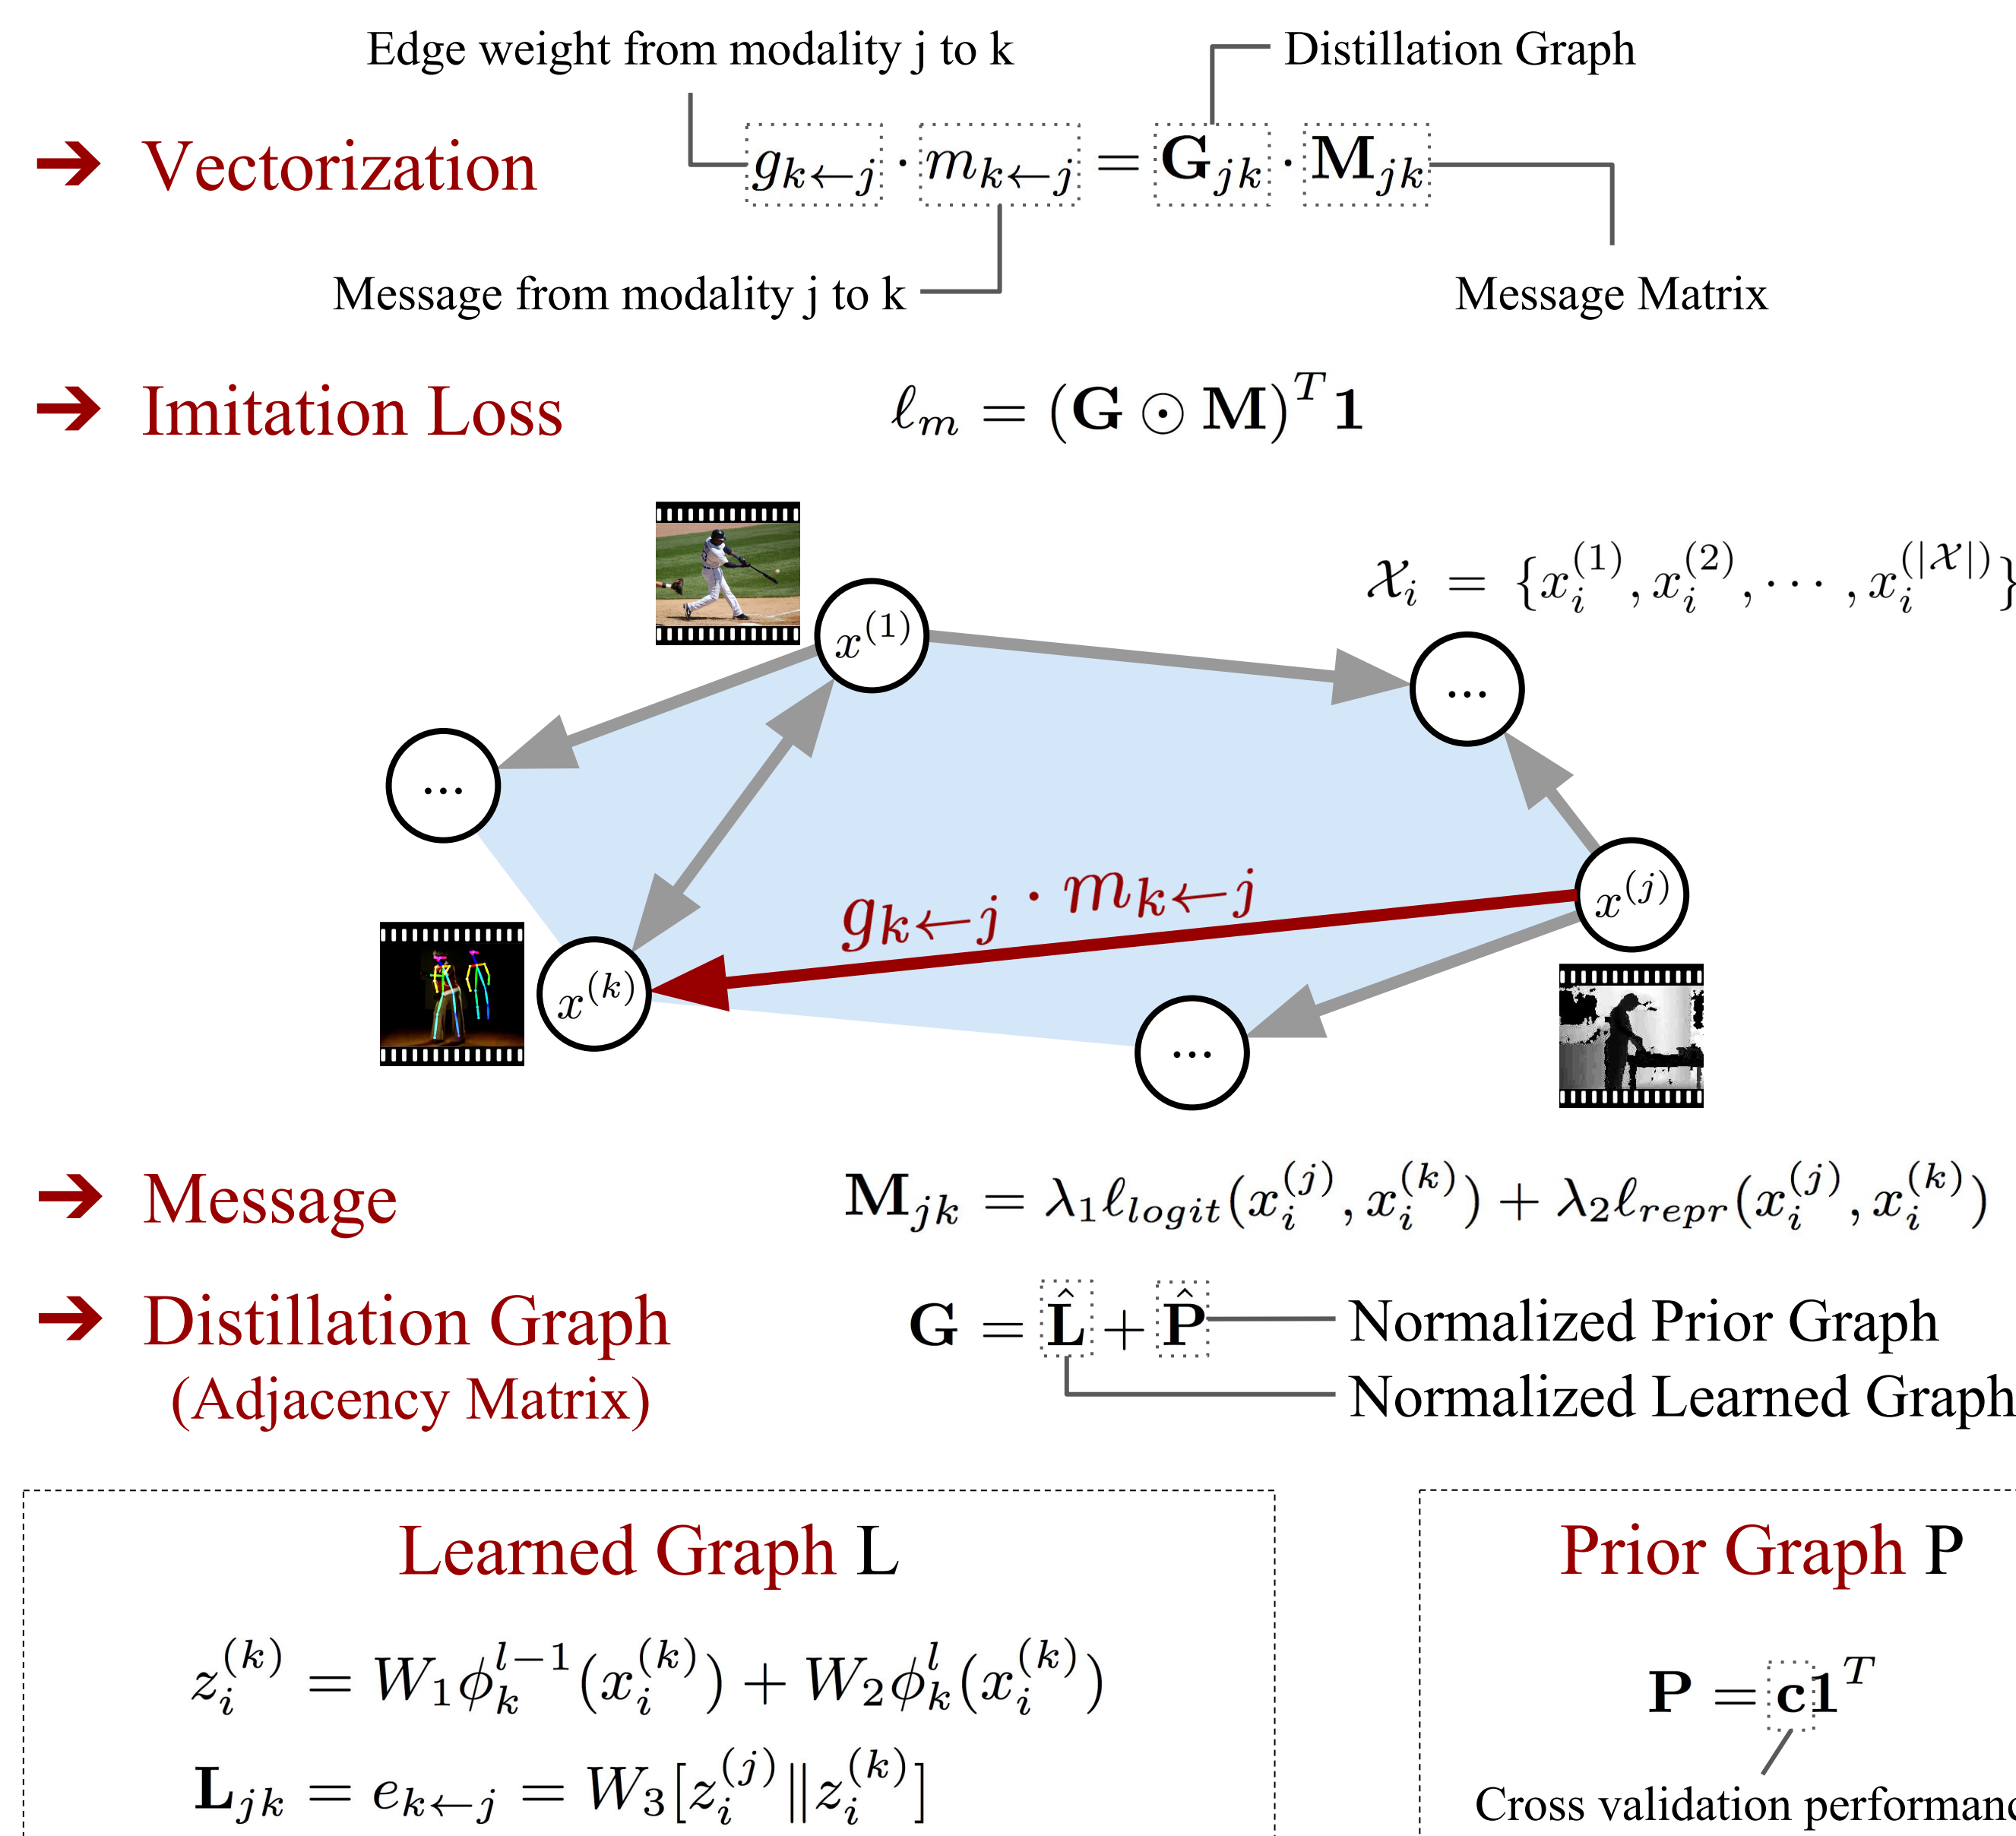 Edge weight from modality j to k
Distillation Graph
➔ Vectorization g_{k←j} · m_{k←j} = G_{jk} · M_{jk}
Message from modality j to k
Message Matrix
➔ Imitation Loss ℓ_m = (G ⊙ M)^T 1
𝒳_i = {x_i^{(1)}, x_i^{(2)}, ⋯ , x_i^{(|𝒳|)}}
x^{(1)}
...
...
x^{(j)}
g_{k←j} · m_{k←j}
x^{(k)}
...
➔ Message M_{jk} = λ_1 ℓ_{logit}(x_i^{(j)}, x_i^{(k)}) + λ_2 ℓ_{repr}(x_i^{(j)}, x_i^{(k)})
➔ Distillation Graph G = L̂ + P̂ Normalized Prior Graph
(Adjacency Matrix) Normalized Learned Graph
Learned Graph L
z_i^{(k)} = W_1 ϕ_k^{l−1}(x_i^{(k)}) + W_2 ϕ_k^l(x_i^{(k)})
L_{jk} = e_{k←j} = W_3[z_i^{(j)} ∥ z_i^{(k)}]
Prior Graph P
P = c1^T
Cross validation